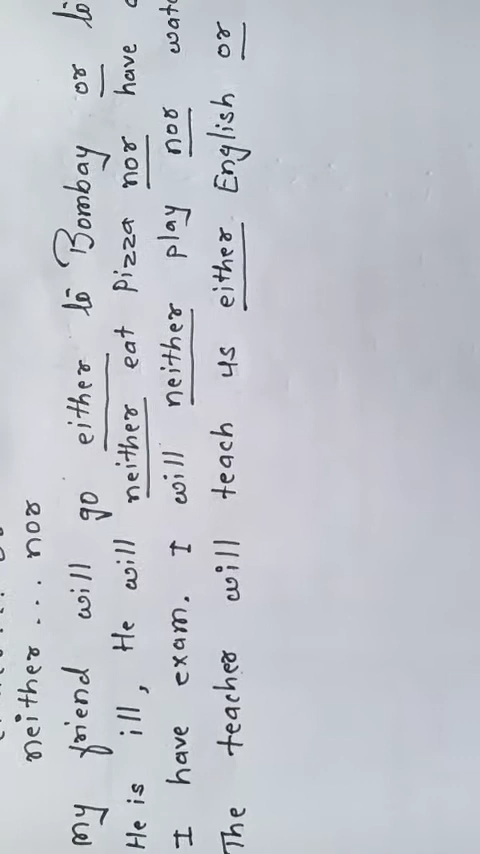 neither... nor
My friend will go either to Bombay or to
He is ill, He will neither eat pizza nor have
I have exam. I will neither play nor
The teacher will teach us either English or